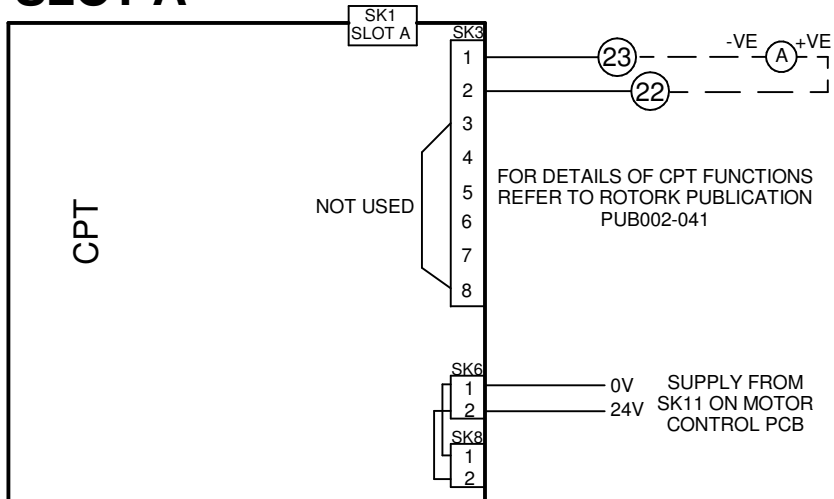 SK1
SLOT A
SK3
1
2
3
4
5
6
7
8
23
22
-VE
A
+VE
NOT USED
FOR DETAILS OF CPT FUNCTIONS
REFER TO ROTORK PUBLICATION
PUB002-041
CPT
SK6
1
2
0V
24V
SUPPLY FROM
SK11 ON MOTOR
CONTROL PCB
SK8
1
2